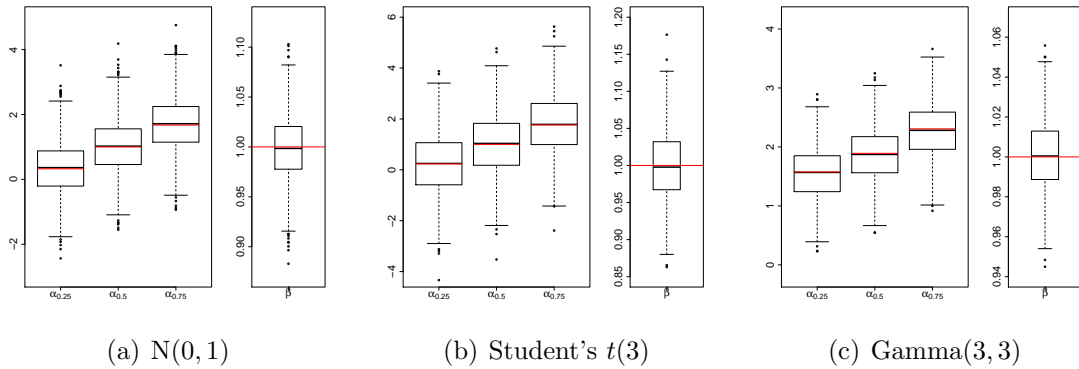 −2 0 2 4
α0.25 α0.5 α0.75
0.90 0.95 1.00 1.05 1.10
β
−4 −2 0 2 4 6
α0.25 α0.5 α0.75
0.85 0.90 0.95 1.00 1.05 1.10 1.15 1.20
β
0 1 2 3 4
α0.25 α0.5 α0.75
0.94 0.96 0.98 1.00 1.02 1.04 1.06
β
(a) N(0, 1)
(b) Student's t(3)
(c) Gamma(3, 3)